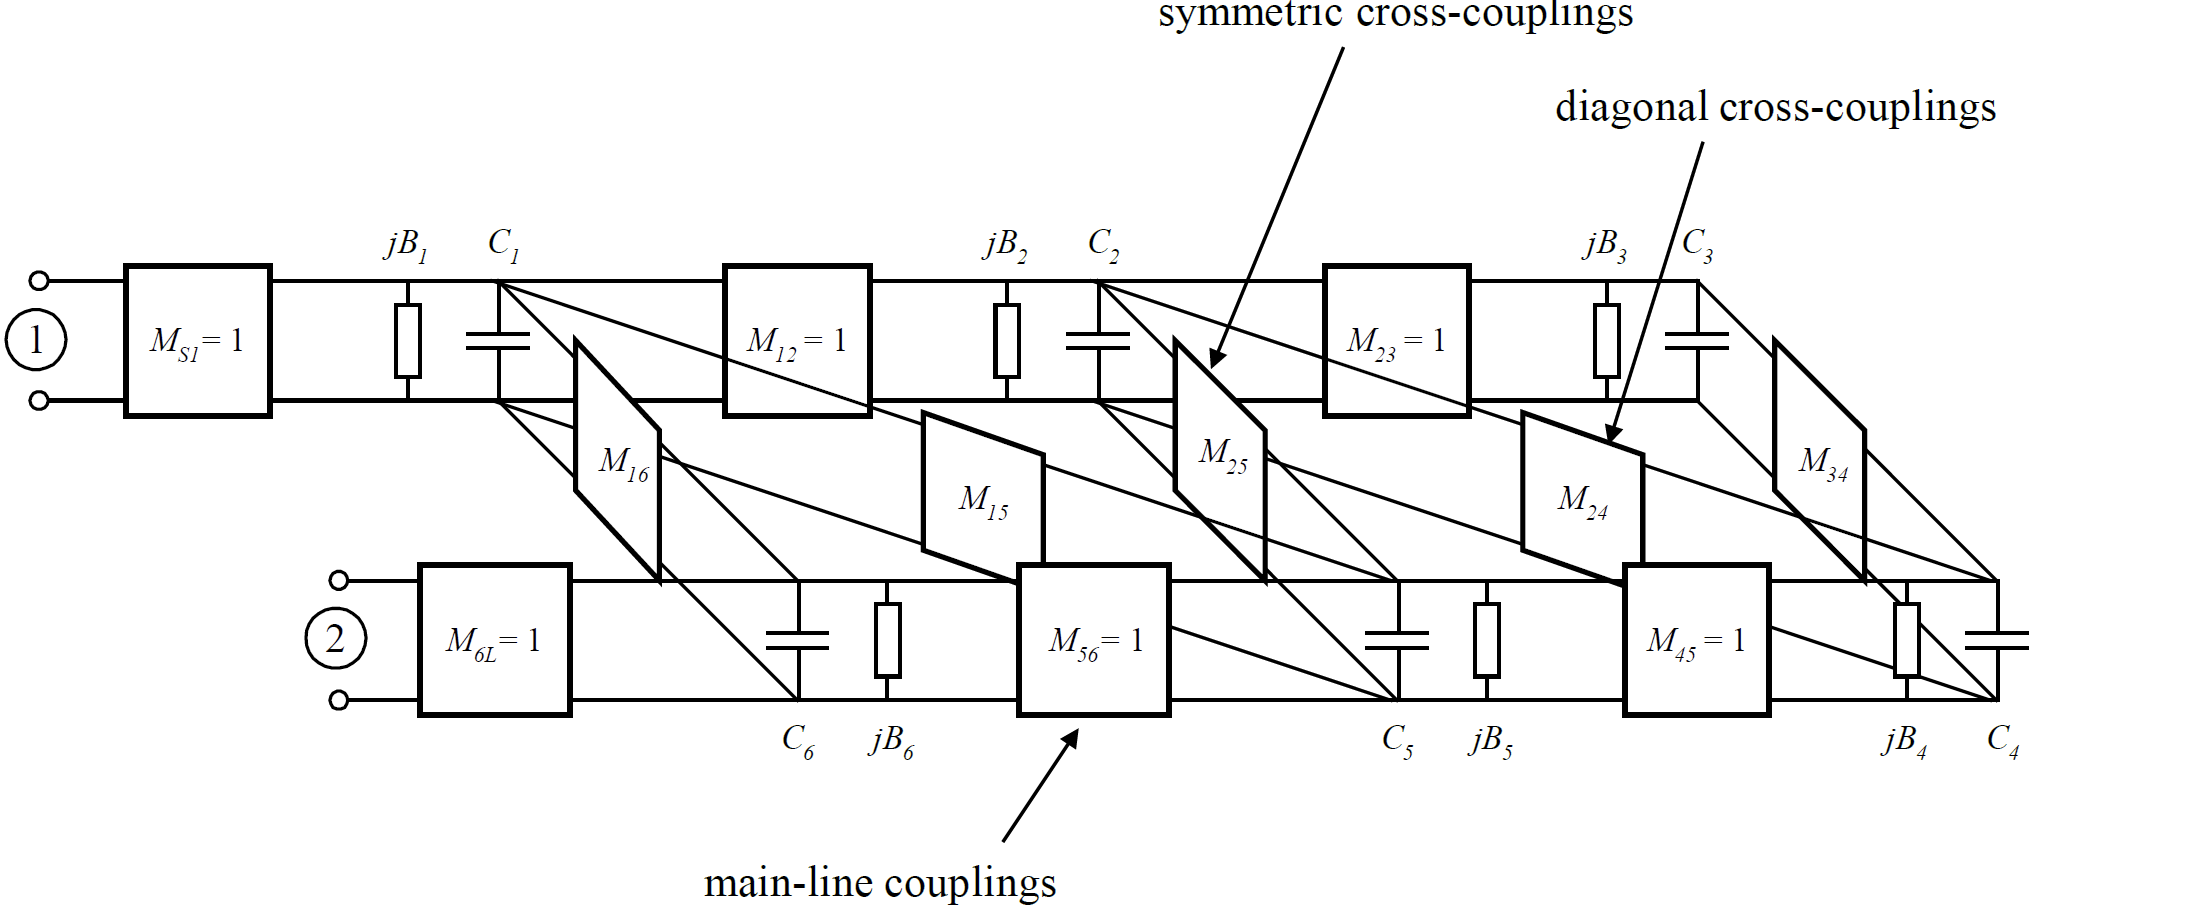 symmetric cross-couplings
diagonal cross-couplings
jB1 C1 jB2 C2 jB3 C3
1 MS1 = 1 M12 = 1 M23 = 1
M16 M25 M34
M15 M24
2 M6L = 1 M56 = 1 M45 = 1
C6 jB6 C5 jB5 jB4 C4
main-line couplings